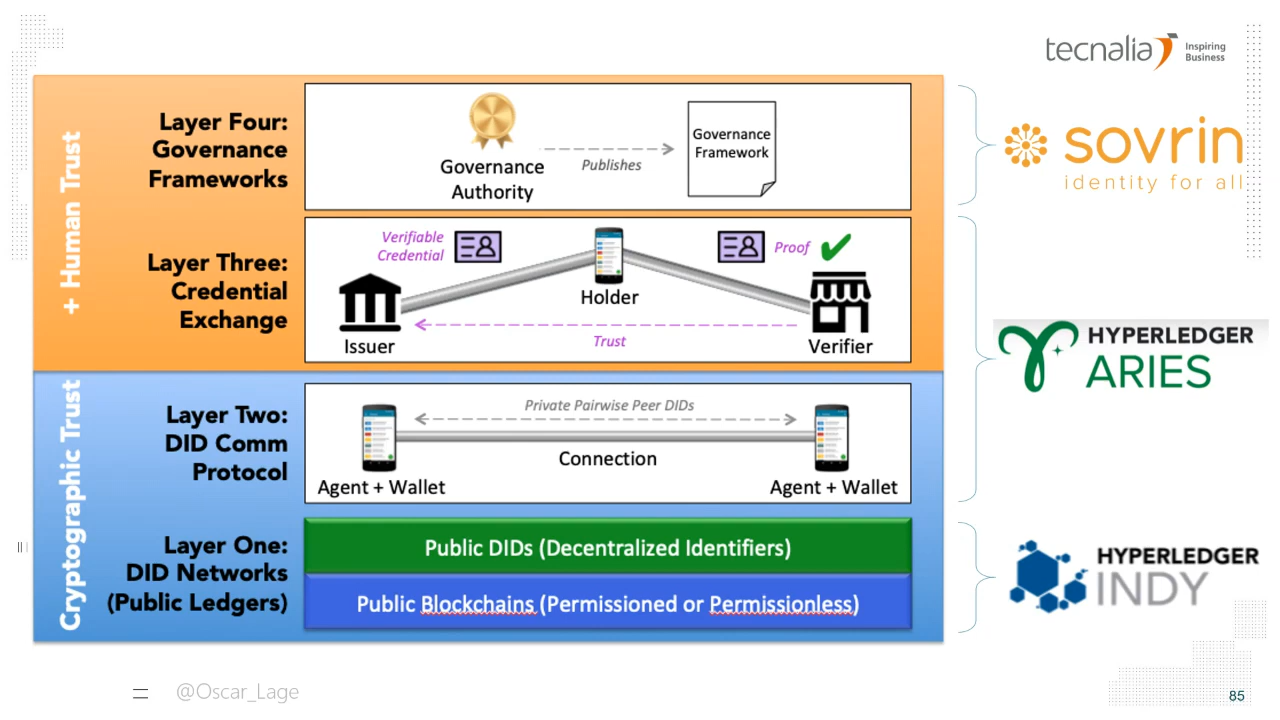 tecnalia Inspiring
Business
+ Human Trust
Layer Four:
Governance
Frameworks
Governance
Authority
Publishes
Governance
Framework
sovrin
identity for all
Layer Three:
Credential
Exchange
Verifiable
Credential
Proof
Holder
Issuer
Trust
Verifier
HYPERLEDGER
ARIES
Cryptographic Trust
Layer Two:
DID Comm
Protocol
Private Pairwise Peer DIDs
Connection
Agent + Wallet
Agent + Wallet
Layer One:
DID Networks
(Public Ledgers)
Public DIDs (Decentralized Identifiers)
Public Blockchains (Permissioned or Permissionless)
HYPERLEDGER
INDY
@Oscar_Lage
85